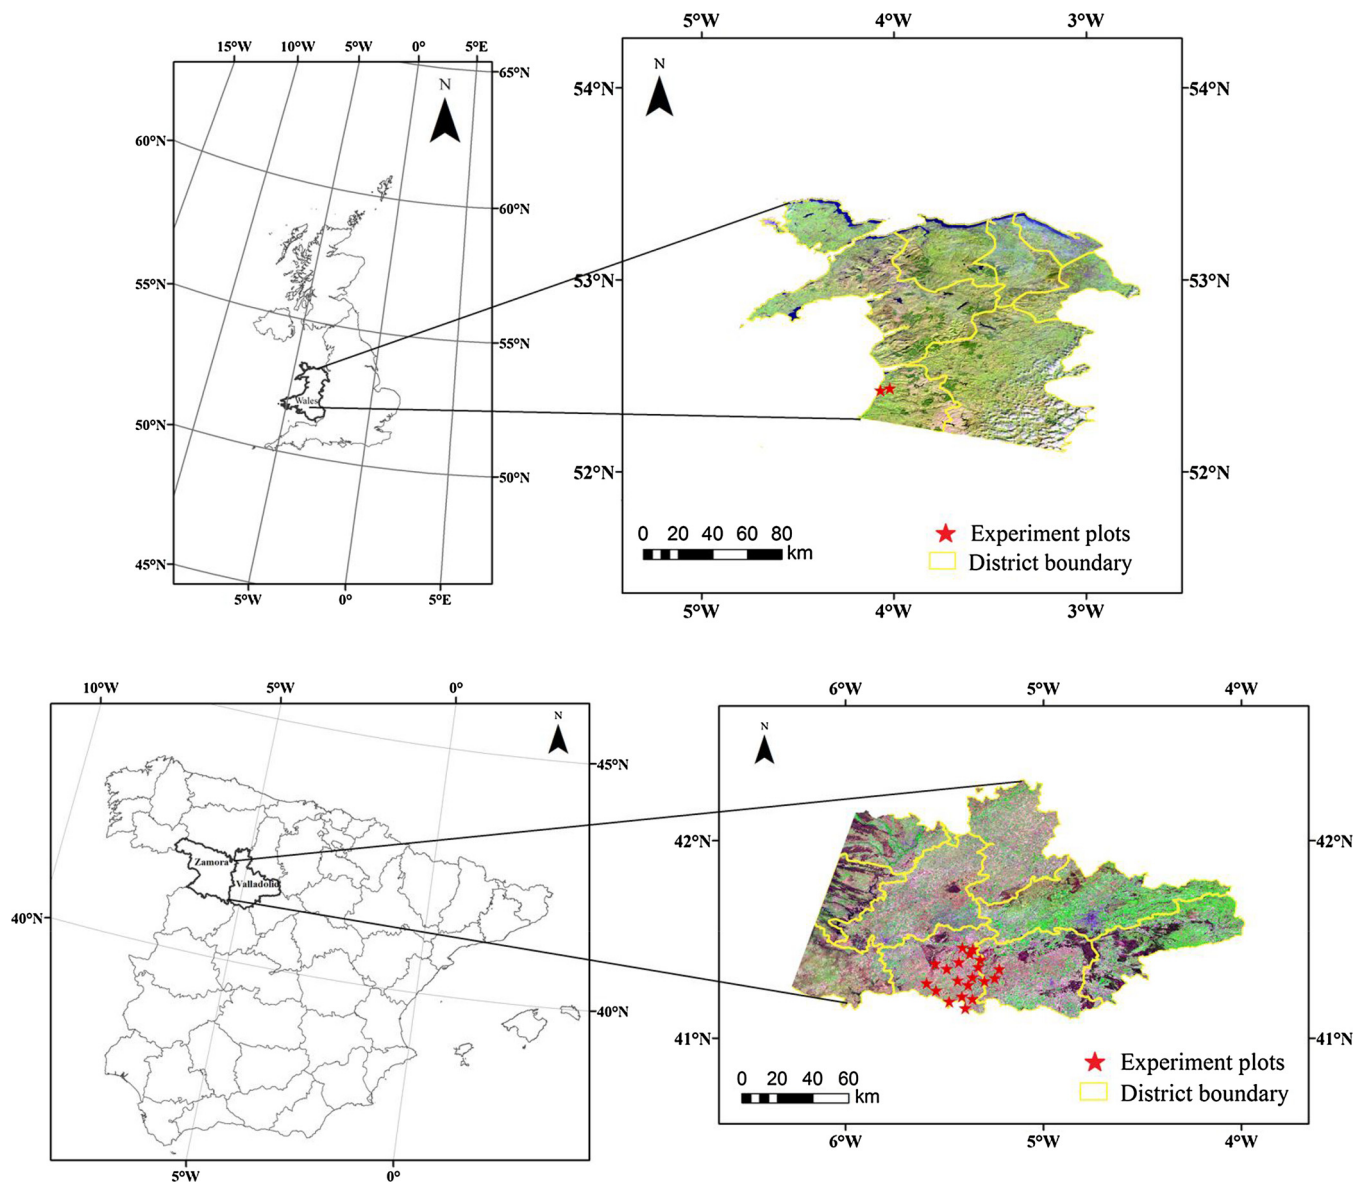 15°W 10°W 5°W 0° 5°E
N
65°N
60°N
60°N
55°N
55°N
Wales
50°N
50°N
45°N
5°W 0° 5°E
5°W 4°W 3°W
N
54°N 54°N
53°N 53°N
52°N 52°N
0 20 40 60 80
km
Experiment plots
District boundary
5°W 4°W 3°W
10°W 5°W 0°
N
45°N
Zamora
Valladolid
40°N
40°N
5°W 0°
6°W 5°W 4°W
N
42°N 42°N
41°N 41°N
0 20 40 60
km
Experiment plots
District boundary
6°W 5°W 4°W